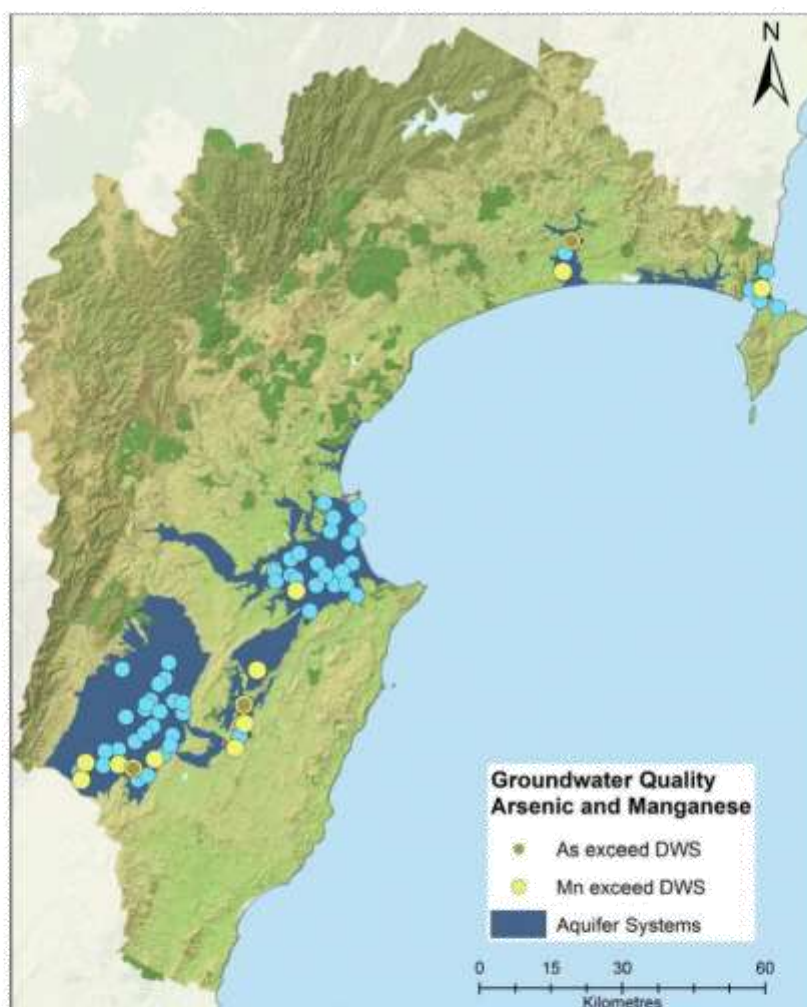 N
Groundwater Quality
Arsenic and Manganese
As exceed DWS
Mn exceed DWS
Aquifer Systems
0 15 30 60
Kilometres